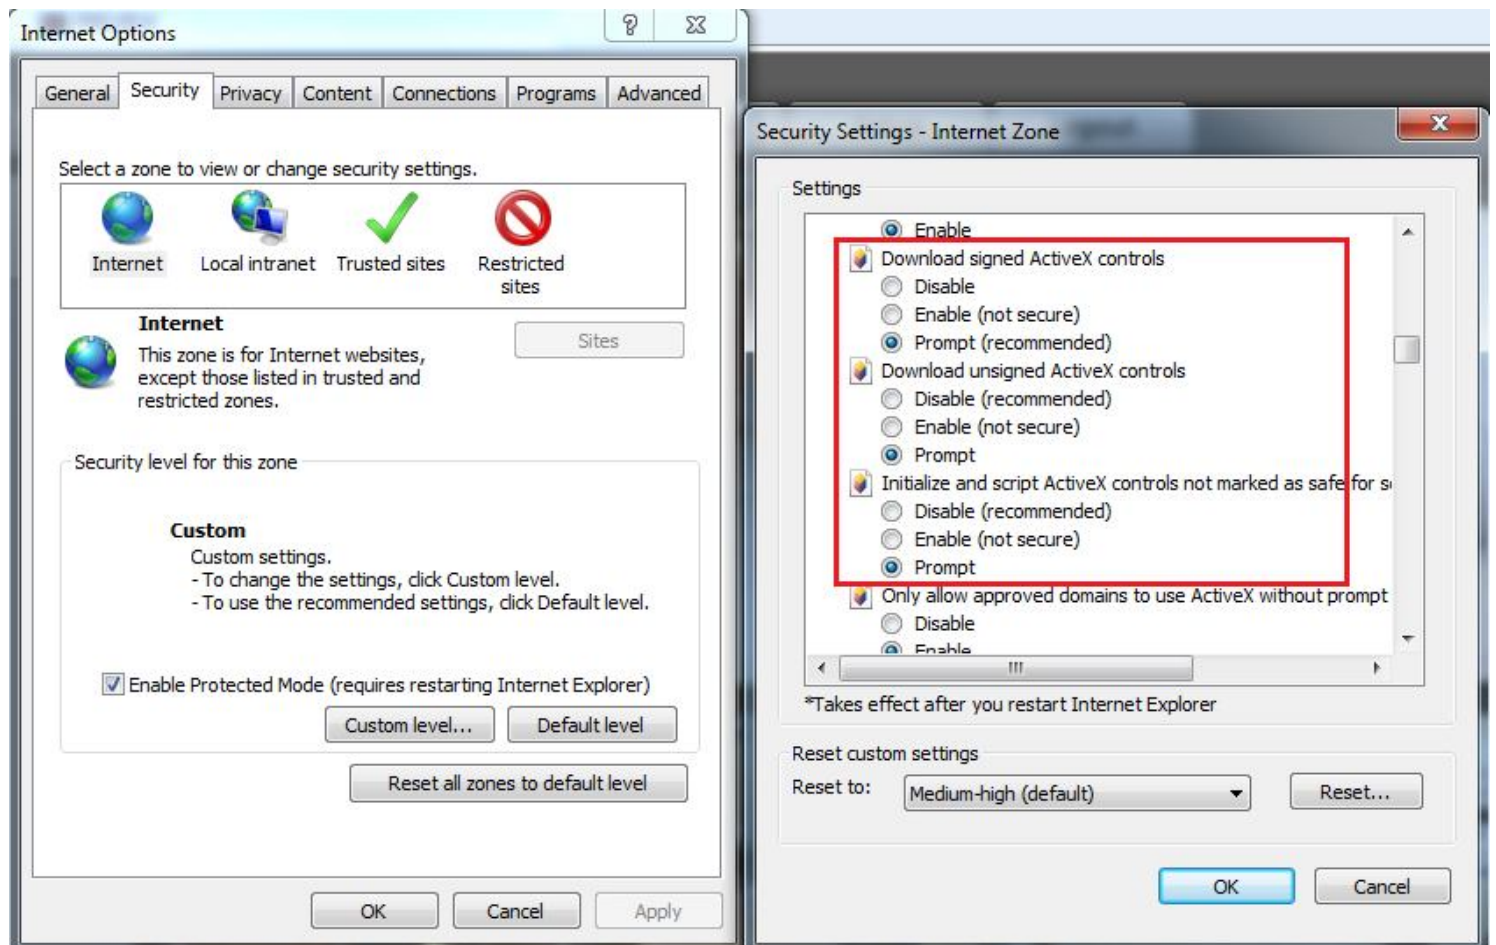 Internet Options
General Security Privacy Content Connections Programs Advanced
Select a zone to view or change security settings.
Internet
Local intranet
Trusted sites
Restricted
sites
Internet
This zone is for Internet websites,
except those listed in trusted and
restricted zones.
Sites
Security level for this zone
Custom
Custom settings.
- To change the settings, click Custom level.
- To use the recommended settings, click Default level.
Enable Protected Mode (requires restarting Internet Explorer)
Custom level...
Default level
Reset all zones to default level
OK
Cancel
Apply
Security Settings - Internet Zone
Settings
Enable
Download signed ActiveX controls
Disable
Enable (not secure)
Prompt (recommended)
Download unsigned ActiveX controls
Disable (recommended)
Enable (not secure)
Prompt
Initialize and script ActiveX controls not marked as safe for
Disable (recommended)
Enable (not secure)
Prompt
Only allow approved domains to use ActiveX without prompt
Disable
Enable
*Takes effect after you restart Internet Explorer
Reset custom settings
Reset to:
Medium-high (default)
Reset...
OK
Cancel